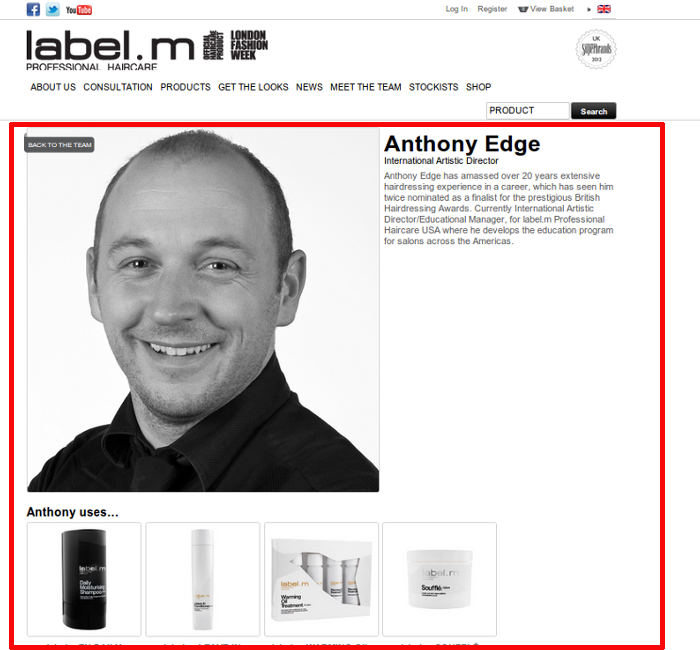 You Tube
Log In Register View Basket
label.m
PROFESSIONAL HAIRCARE
OFFICIAL HAIRCARE PRODUCT
LONDON FASHION WEEK
UK
Superbrands
2013
ABOUT US CONSULTATION PRODUCTS GET THE LOOKS NEWS MEET THE TEAM STOCKISTS SHOP
PRODUCT Search
BACK TO THE TEAM
Anthony Edge
International Artistic Director
Anthony Edge has amassed over 20 years extensive
hairdressing experience in a career, which has seen him
twice nominated as a finalist for the prestigious British
Hairdressing Awards. Currently International Artistic
Director/Educational Manager, for label.m Professional
Haircare USA where he develops the education program
for salons across the Americas.
Anthony uses...
label.m
Daily
Moisturising
Shampoo
label.m
label.m
Warming
Oil
Treatment
label.m
Soufflé